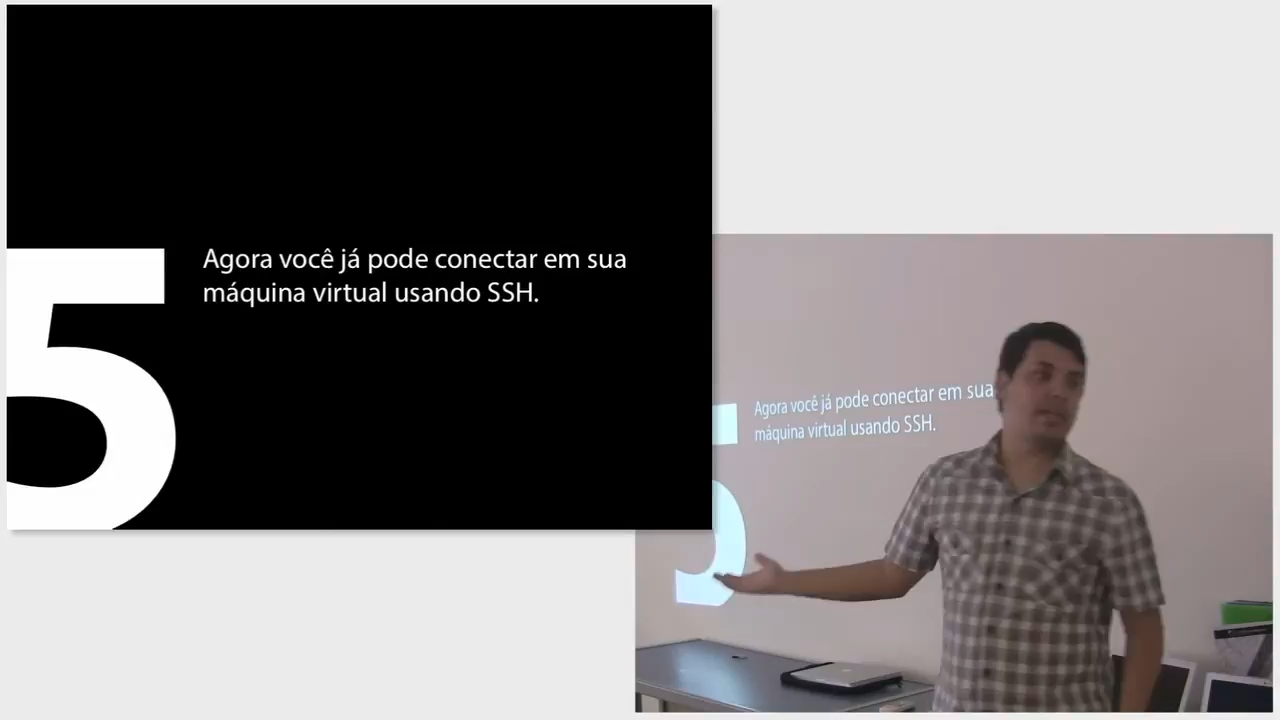 5
Agora você já pode conectar em sua
máquina virtual usando SSH.
Agora você já pode conectar em sua
máquina virtual usando SSH.